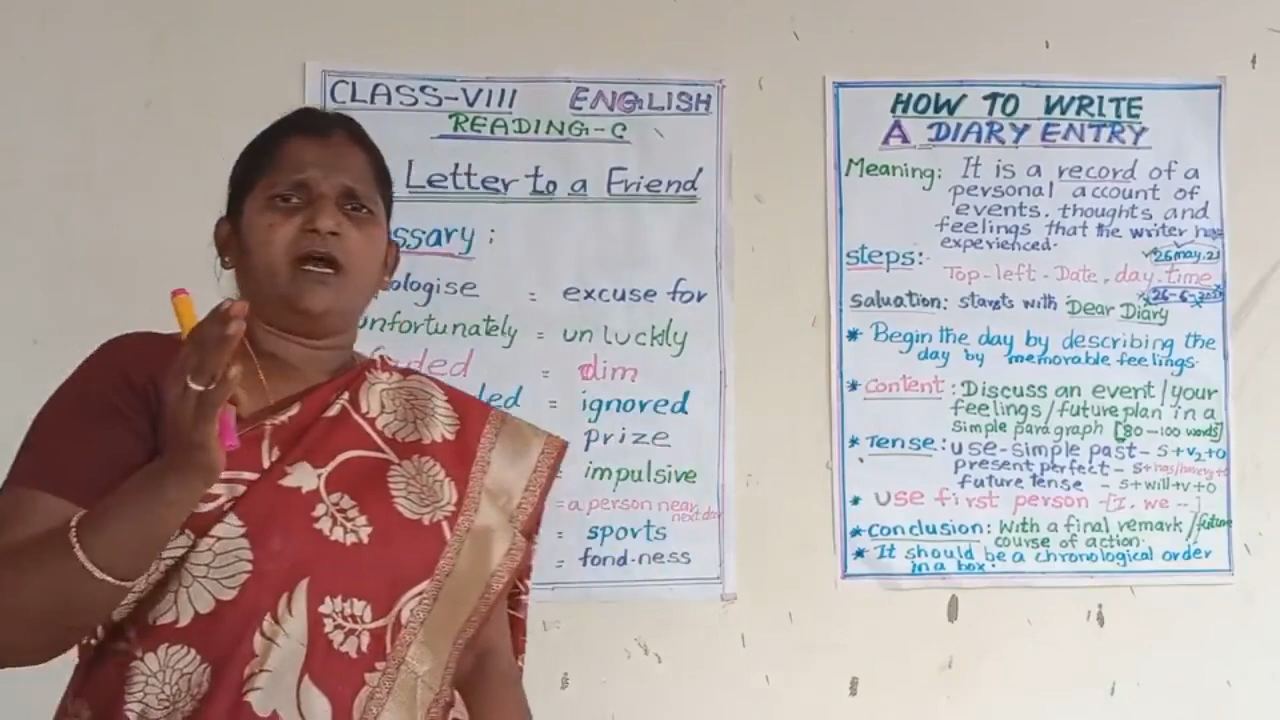 CLASS-VIII ENGLISH
READING-C
Letter to a Friend
ssary :
ologise = excuse for
unfortunately = un luckly
faded = dim
ded = ignored
prize
= impulsive
= a person near
next door
= sports
= fond-ness
HOW TO WRITE
A DIARY ENTRY
Meaning: It is a record of a
personal account of
events. thoughts and
feelings that the writer has
experienced.
26 may. 21
steps:-
Top-left - Date, day, time
26-6-2021
saluation: starts with Dear Diary
* Begin the day by describing the
day by memorable feelings.
* Content: Discuss an event/your
feelings/future plan in a
simple paragraph [80-100 words]
* Tense: use-simple past - S+V2+O
present perfect - S+has/have
future tense - S+will+V+O
* Use first person -[I. we --]
* Conclusion: With a final remark/future
course of action.
* It should be a chronological order
in a box.